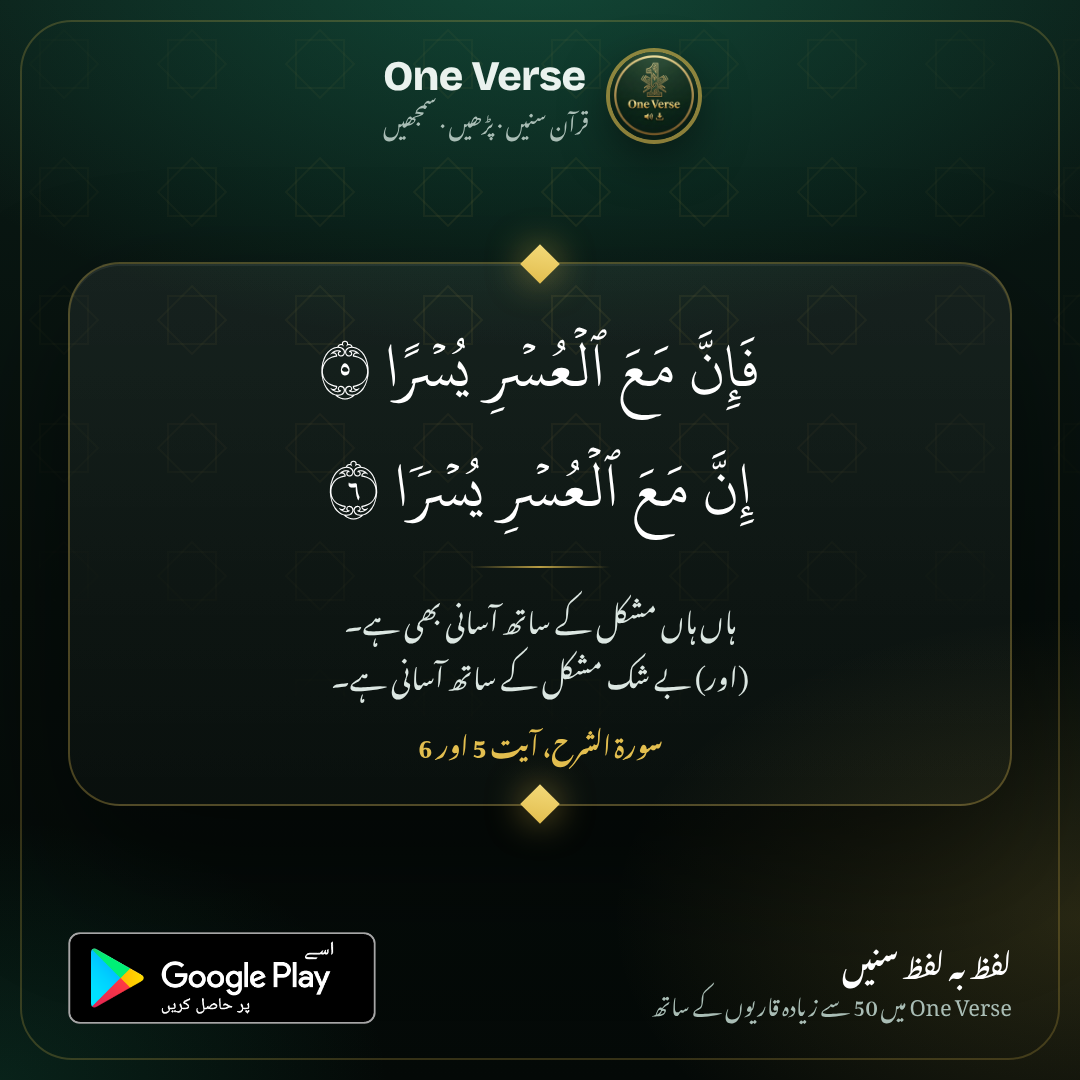 One Verse
قرآن سنیں · پڑھیں · سمجھیں
One Verse
فَإِنَّ مَعَ ٱلْعُسْرِ يُسْرًا ٥
إِنَّ مَعَ ٱلْعُسْرِ يُسْرًۭا ٦
ہاں ہاں مشکل کے ساتھ آسانی بھی ہے۔
(اور) بے شک مشکل کے ساتھ آسانی ہے۔
سورۃ الشرح، آیت 5 اور 6
لفظ بہ لفظ سنیں
One Verse میں 50 سے زیادہ قاریوں کے ساتھ
اسے
Google Play
پر حاصل کریں